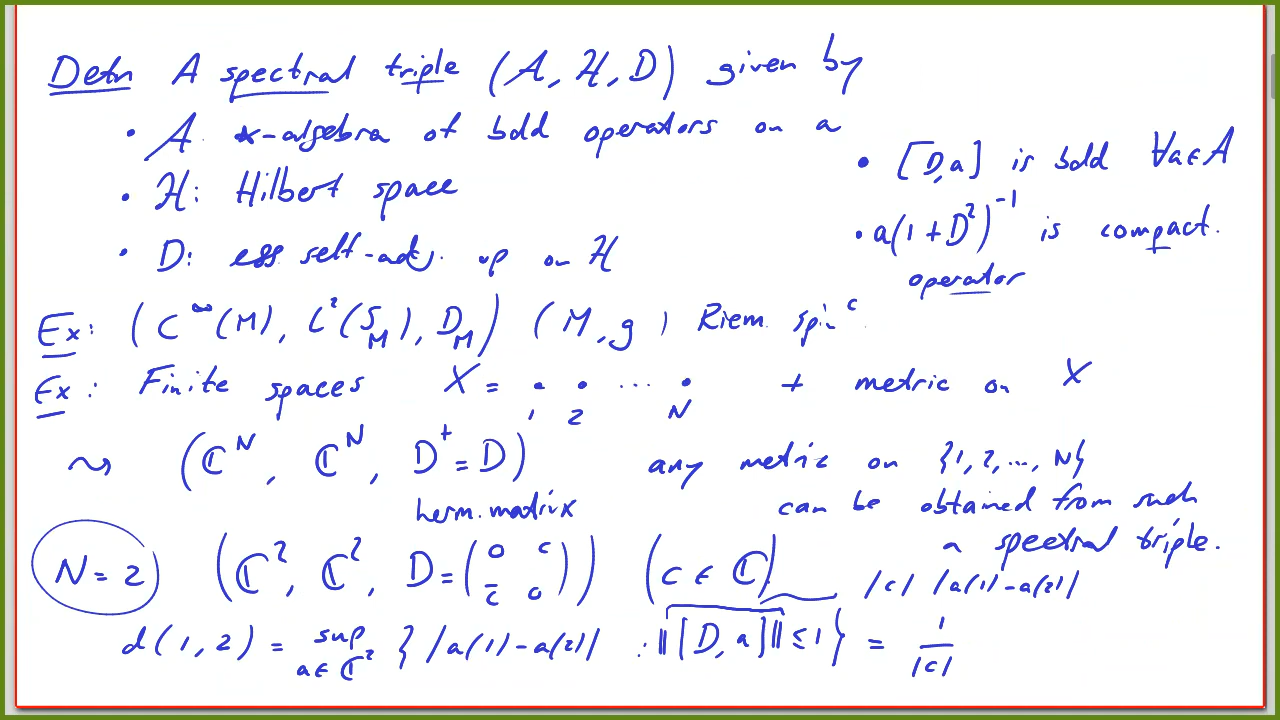 Defn A spectral triple (A, H, D) given by
• A *-algebra of bdd operators on a
• H: Hilbert space
• D: ess self-adj. op on H
• [D,a] is bdd ∀a∈A
• a(1+D²)⁻¹ is compact.
operator
Ex: (C^∞(M), L²(S_M), D_M) (M,g) Riem. spin^c
Ex: Finite spaces X = • • ... • + metric on X
1 2 N
⇝ (ℂ^N, ℂ^N, D^+ = D) any metric on {1,2,...,N}
herm. matrix can be obtained from such
a spectral triple.
N=2 (ℂ², ℂ², D = (0 c; c̄ 0)) (c ∈ ℂ)
|c| |a(1)-a(2)|
d(1,2) = sup_{a∈ℂ²} { |a(1)-a(2)| : ‖[D,a]‖ ≤ 1 } = 1/|c|